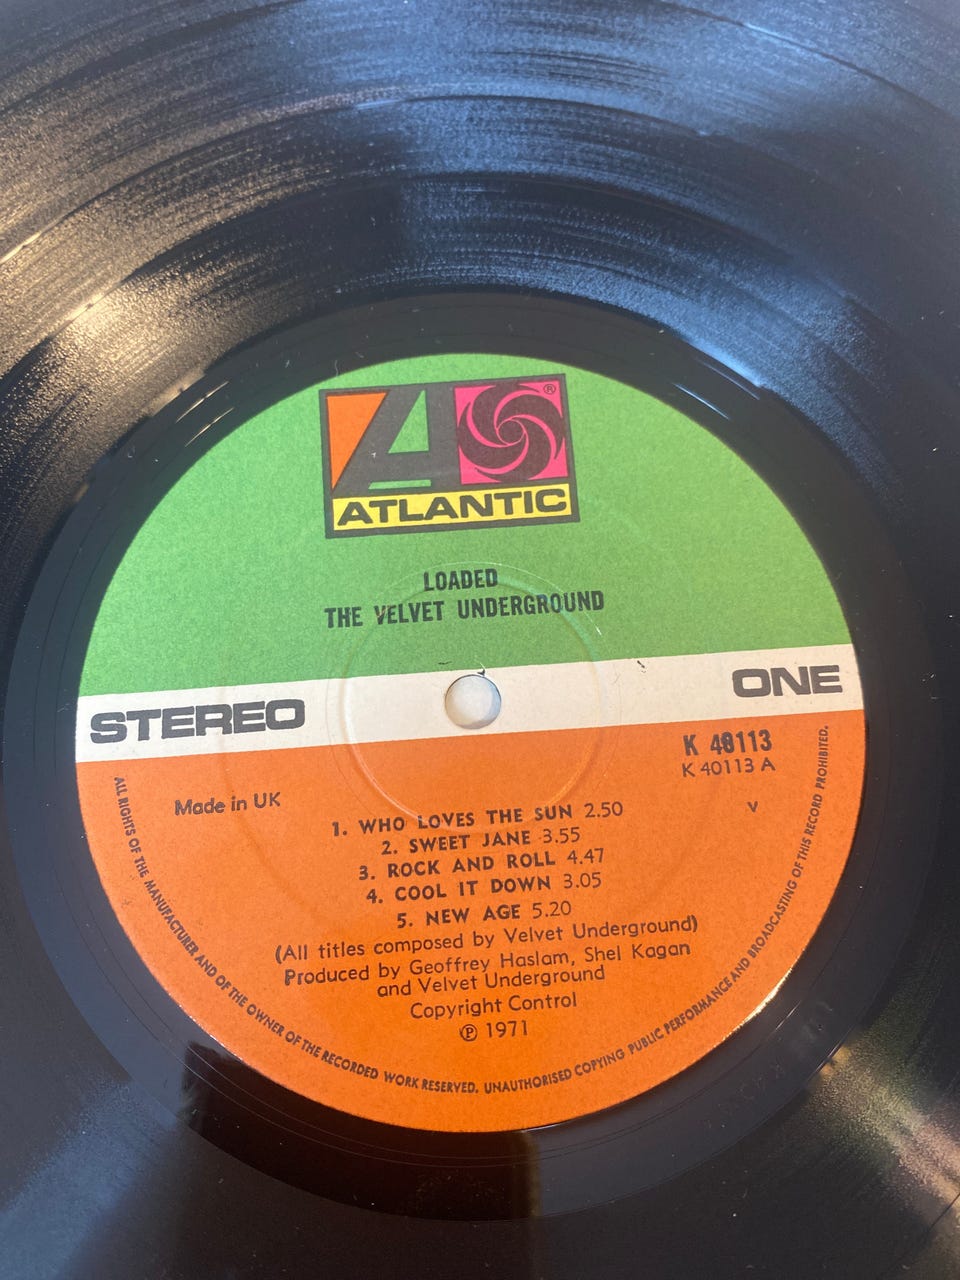 ®
ATLANTIC
LOADED
THE VELVET UNDERGROUND
STEREO
ONE
K 40113
K 40113 A
Made in UK
V
1. WHO LOVES THE SUN 2.50
2. SWEET JANE 3.55
3. ROCK AND ROLL 4.47
4. COOL IT DOWN 3.05
5. NEW AGE 5.20
(All titles composed by Velvet Underground)
Produced by Geoffrey Haslam, Shel Kagan
and Velvet Underground
Copyright Control
℗ 1971
ALL RIGHTS OF THE MANUFACTURER AND OF THE OWNER OF THE RECORDED WORK RESERVED. UNAUTHORISED COPYING PUBLIC PERFORMANCE AND BROADCASTING OF THIS RECORD PROHIBITED.